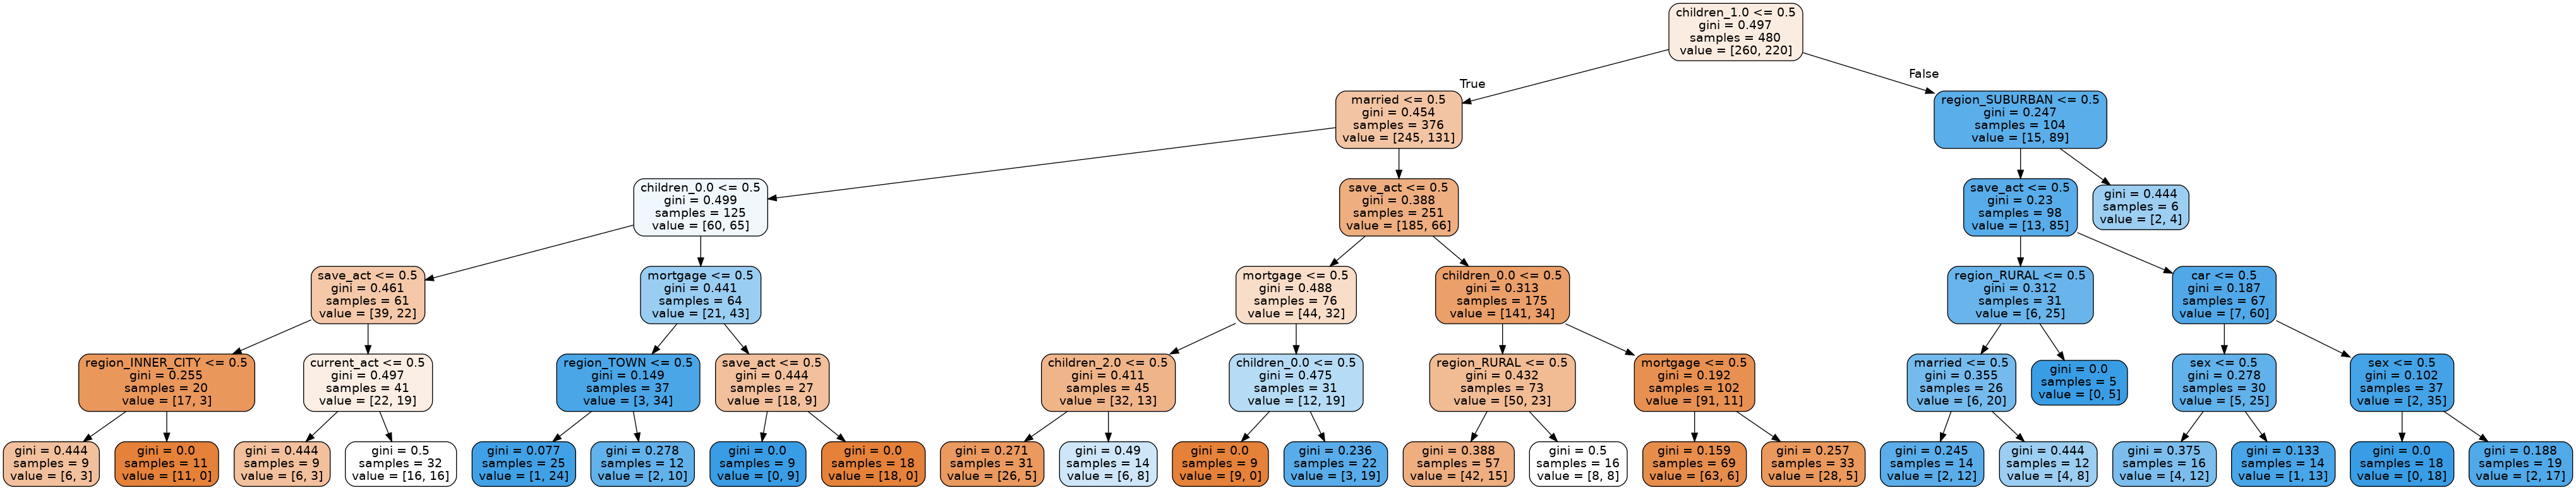 children_1.0 <= 0.5
gini = 0.497
samples = 480
value = [260, 220]
True
False
married <= 0.5
gini = 0.454
samples = 376
value = [245, 131]
region_SUBURBAN <= 0.5
gini = 0.247
samples = 104
value = [15, 89]
children_0.0 <= 0.5
gini = 0.499
samples = 125
value = [60, 65]
save_act <= 0.5
gini = 0.388
samples = 251
value = [185, 66]
save_act <= 0.5
gini = 0.23
samples = 98
value = [13, 85]
gini = 0.444
samples = 6
value = [2, 4]
save_act <= 0.5
gini = 0.461
samples = 61
value = [39, 22]
mortgage <= 0.5
gini = 0.441
samples = 64
value = [21, 43]
mortgage <= 0.5
gini = 0.488
samples = 76
value = [44, 32]
children_0.0 <= 0.5
gini = 0.313
samples = 175
value = [141, 34]
region_RURAL <= 0.5
gini = 0.312
samples = 31
value = [6, 25]
car <= 0.5
gini = 0.187
samples = 67
value = [7, 60]
region_INNER_CITY <= 0.5
gini = 0.255
samples = 20
value = [17, 3]
current_act <= 0.5
gini = 0.497
samples = 41
value = [22, 19]
region_TOWN <= 0.5
gini = 0.149
samples = 37
value = [3, 34]
save_act <= 0.5
gini = 0.444
samples = 27
value = [18, 9]
children_2.0 <= 0.5
gini = 0.411
samples = 45
value = [32, 13]
children_0.0 <= 0.5
gini = 0.475
samples = 31
value = [12, 19]
region_RURAL <= 0.5
gini = 0.432
samples = 73
value = [50, 23]
mortgage <= 0.5
gini = 0.192
samples = 102
value = [91, 11]
married <= 0.5
gini = 0.355
samples = 26
value = [6, 20]
gini = 0.0
samples = 5
value = [0, 5]
sex <= 0.5
gini = 0.278
samples = 30
value = [5, 25]
sex <= 0.5
gini = 0.102
samples = 37
value = [2, 35]
gini = 0.444
samples = 9
value = [6, 3]
gini = 0.0
samples = 11
value = [11, 0]
gini = 0.444
samples = 9
value = [6, 3]
gini = 0.5
samples = 32
value = [16, 16]
gini = 0.077
samples = 25
value = [1, 24]
gini = 0.278
samples = 12
value = [2, 10]
gini = 0.0
samples = 9
value = [0, 9]
gini = 0.0
samples = 18
value = [18, 0]
gini = 0.271
samples = 31
value = [26, 5]
gini = 0.49
samples = 14
value = [6, 8]
gini = 0.0
samples = 9
value = [9, 0]
gini = 0.236
samples = 22
value = [3, 19]
gini = 0.388
samples = 57
value = [42, 15]
gini = 0.5
samples = 16
value = [8, 8]
gini = 0.159
samples = 69
value = [63, 6]
gini = 0.257
samples = 33
value = [28, 5]
gini = 0.245
samples = 14
value = [2, 12]
gini = 0.444
samples = 12
value = [4, 8]
gini = 0.375
samples = 16
value = [4, 12]
gini = 0.133
samples = 14
value = [1, 13]
gini = 0.0
samples = 18
value = [0, 18]
gini = 0.188
samples = 19
value = [2, 17]